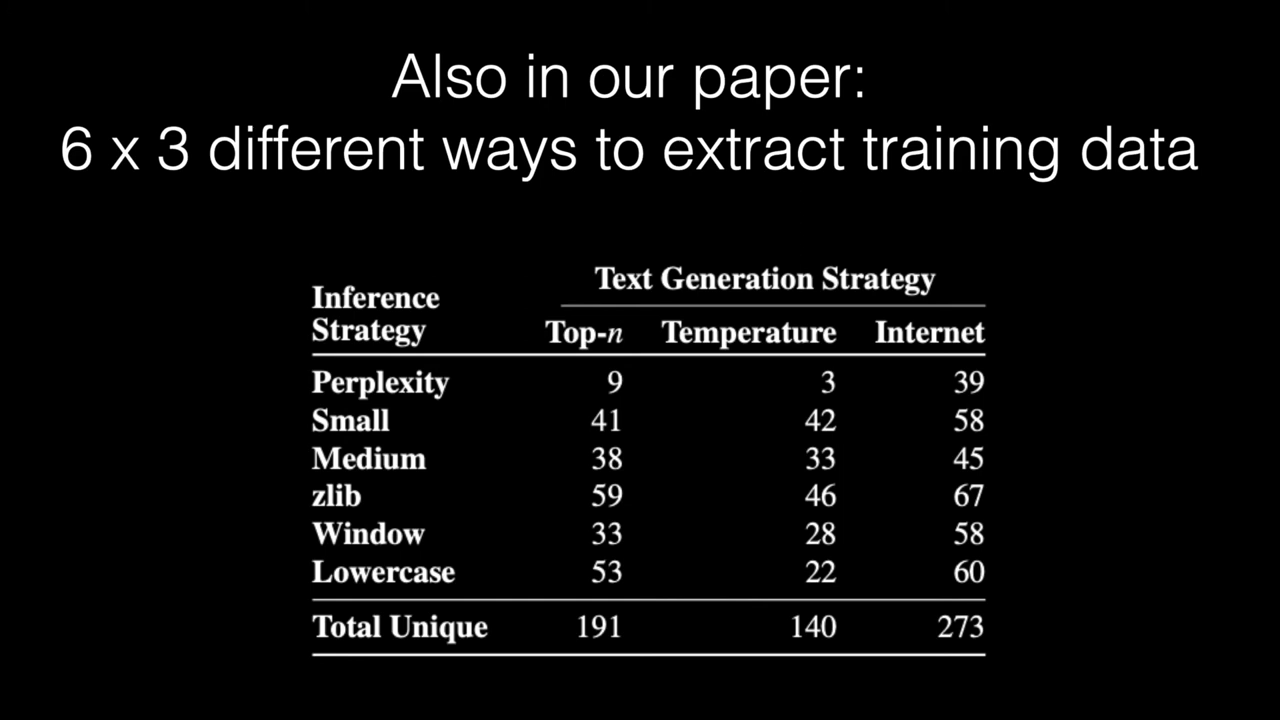 Also in our paper:
6 x 3 different ways to extract training data
Text Generation Strategy
Inference
Strategy
Top-n Temperature Internet
Perplexity 9 3 39
Small 41 42 58
Medium 38 33 45
zlib 59 46 67
Window 33 28 58
Lowercase 53 22 60
Total Unique 191 140 273